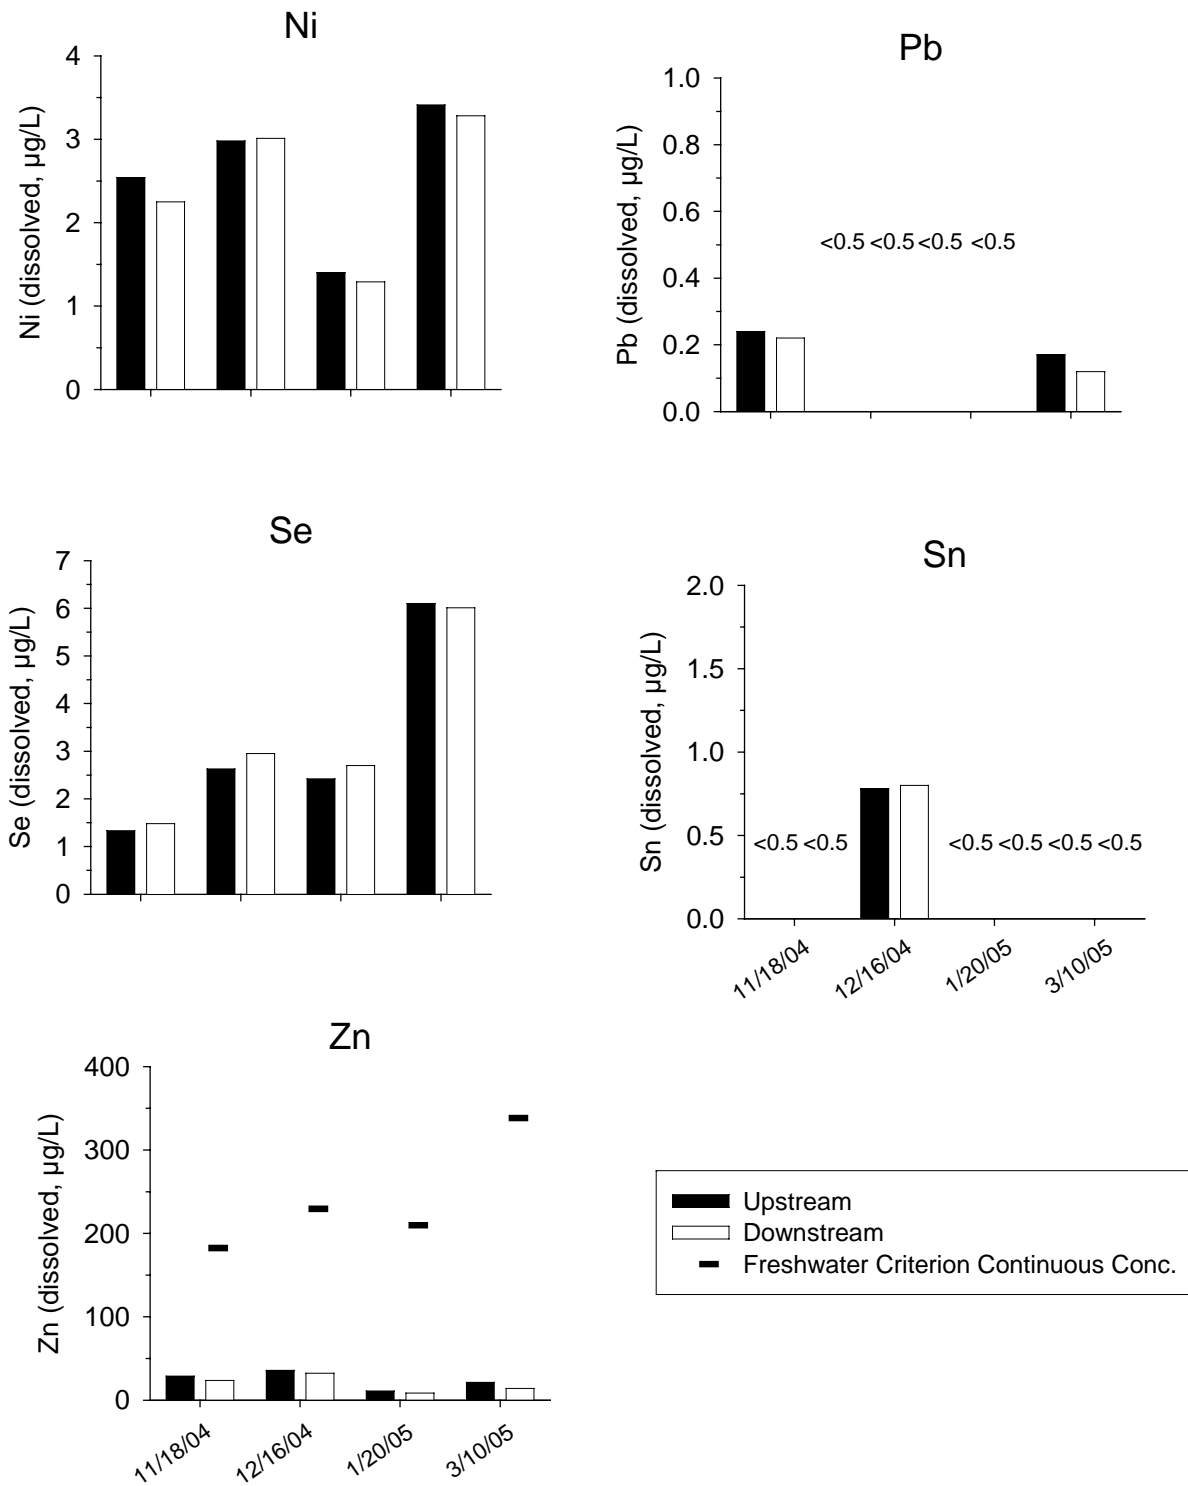 Ni
4
3
2
1
0
Ni (dissolved, µg/L)
Pb
1.0
0.8
0.6
0.4
0.2
0.0
Pb (dissolved, µg/L)
<0.5 <0.5 <0.5 <0.5
Se
7
6
5
4
3
2
1
0
Se (dissolved, µg/L)
Sn
2.0
1.5
1.0
0.5
0.0
Sn (dissolved, µg/L)
<0.5 <0.5 <0.5 <0.5 <0.5 <0.5
11/18/04
12/16/04
1/20/05
3/10/05
Zn
400
300
200
100
0
Zn (dissolved, µg/L)
11/18/04
12/16/04
1/20/05
3/10/05
Upstream
Downstream
Freshwater Criterion Continuous Conc.